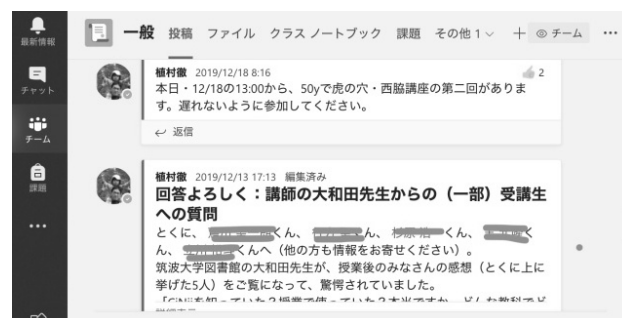 一般 投稿 ファイル クラス ノートブック 課題 その他 1 チーム
最新情報
チャット
チーム
課題
植村徹 2019/12/18 8:16 2
本日・12/18の13:00から、50yで虎の穴・西脇講座の第二回がありま
す。遅れないように参加してください。
返信
植村徹 2019/12/13 17:13 編集済み
回答よろしく：講師の大和田先生からの（一部）受講生
への質問
とくに、 くん、 くん、 くん、 く
ん、 くんへ（他の方も情報をお寄せください）。
筑波大学図書館の大和田先生が、授業後のみなさんの感想（とくに上に
挙げた5人）をご覧になって、驚愕されていました。